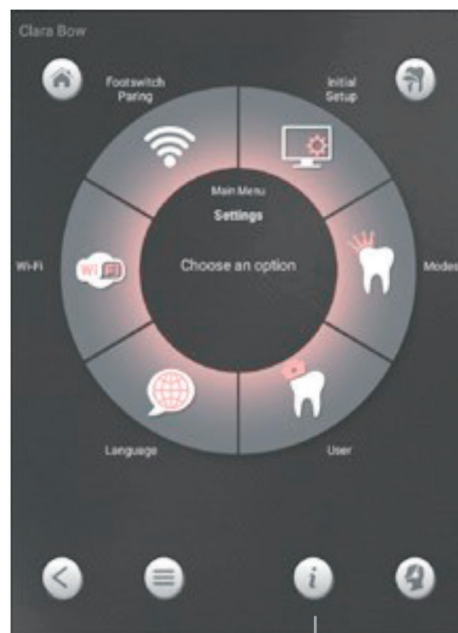 Clara Bow
Footswitch
Paring
Initial
Setup
Main Menu
Settings
Choose an option
Wi-Fi
Wi Fi
Modes
Language
User
i